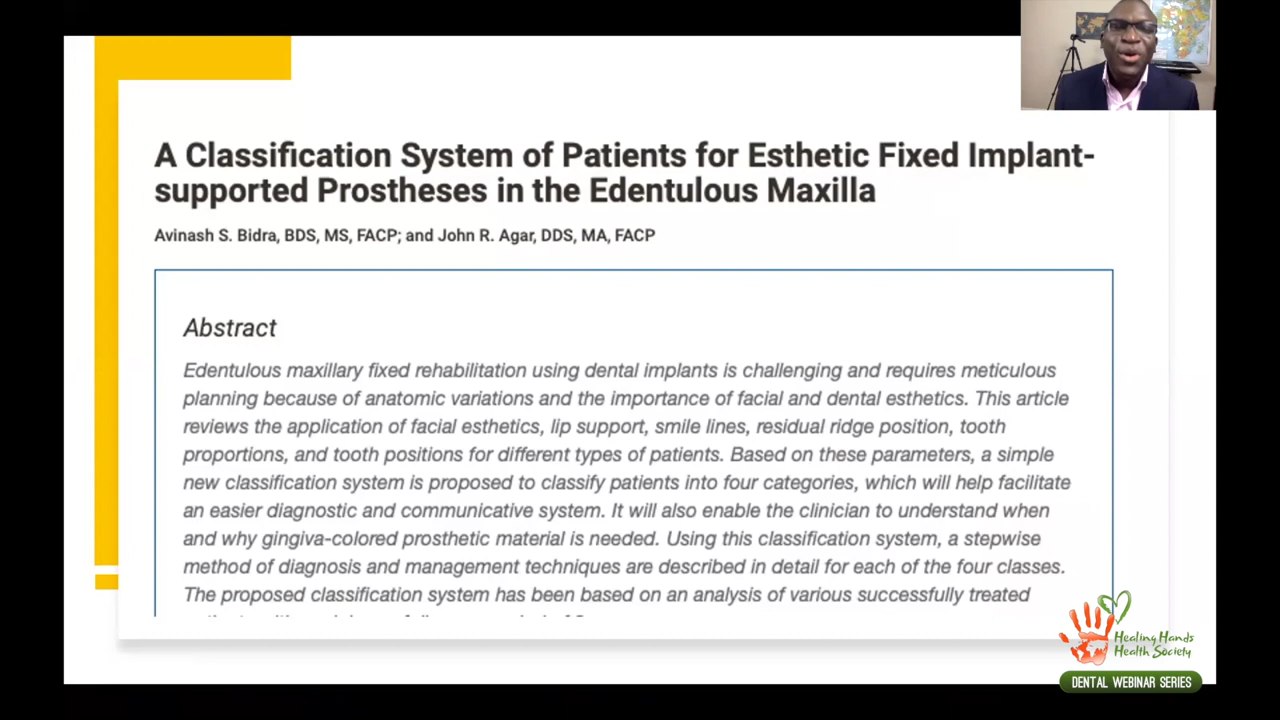 A Classification System of Patients for Esthetic Fixed Implant-
supported Prostheses in the Edentulous Maxilla
Avinash S. Bidra, BDS, MS, FACP; and John R. Agar, DDS, MA, FACP
Abstract
Edentulous maxillary fixed rehabilitation using dental implants is challenging and requires meticulous
planning because of anatomic variations and the importance of facial and dental esthetics. This article
reviews the application of facial esthetics, lip support, smile lines, residual ridge position, tooth
proportions, and tooth positions for different types of patients. Based on these parameters, a simple
new classification system is proposed to classify patients into four categories, which will help facilitate
an easier diagnostic and communicative system. It will also enable the clinician to understand when
and why gingiva-colored prosthetic material is needed. Using this classification system, a stepwise
method of diagnosis and management techniques are described in detail for each of the four classes.
The proposed classification system has been based on an analysis of various successfully treated
Healing Hands
Health Society
DENTAL WEBINAR SERIES